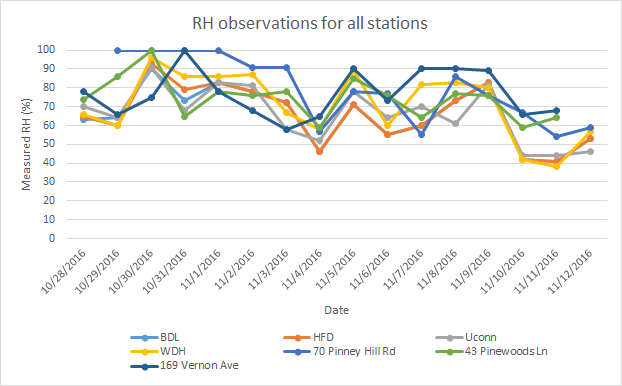 RH observations for all stations
Measured RH (%)
100
90
80
70
60
50
40
30
20
10
0
10/28/2016 10/29/2016 10/30/2016 10/31/2016 11/1/2016 11/2/2016 11/3/2016 11/4/2016 11/5/2016 11/6/2016 11/7/2016 11/8/2016 11/9/2016 11/10/2016 11/11/2016 11/12/2016
Date
BDL HFD Uconn
WDH 70 Pinney Hill Rd 43 Pinewoods Ln
169 Vernon Ave